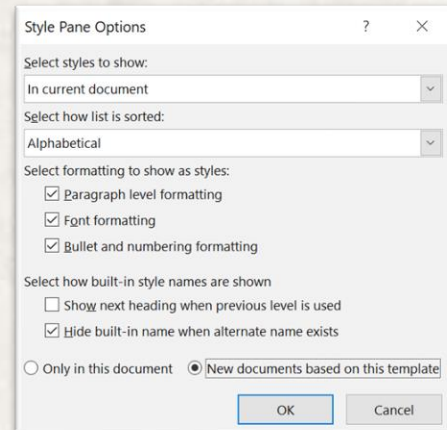 Style Pane Options ?
Select styles to show:
In current document
Select how list is sorted:
Alphabetical
Select formatting to show as styles:
Paragraph level formatting
Font formatting
Bullet and numbering formatting
Select how built-in style names are shown
Show next heading when previous level is used
Hide built-in name when alternate name exists
Only in this document New documents based on this template
OK Cancel